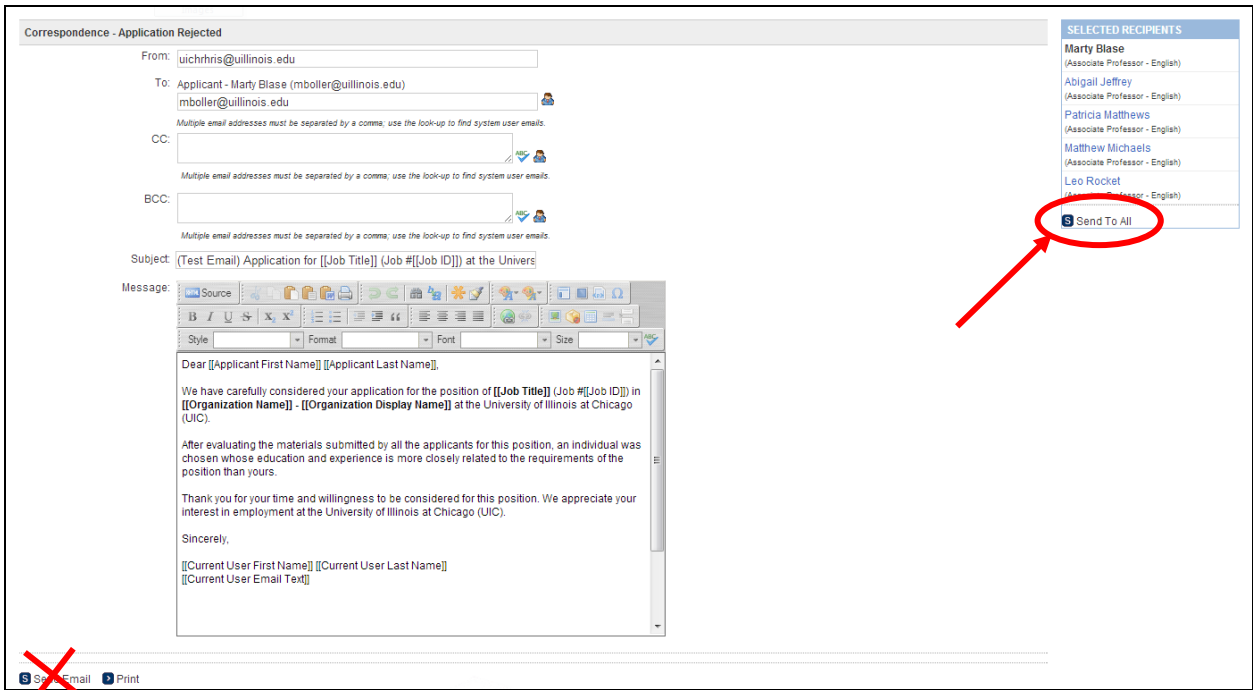 Correspondence - Application Rejected
From: uichrhris@uillinois.edu
To: Applicant - Marty Blase (mboller@uillinois.edu)
mboller@uillinois.edu
Multiple email addresses must be separated by a comma; use the look-up to find system user emails.
CC:
ABC
Multiple email addresses must be separated by a comma; use the look-up to find system user emails.
BCC:
ABC
Multiple email addresses must be separated by a comma; use the look-up to find system user emails.
Subject: (Test Email) Application for [[Job Title]] (Job #[[Job ID]]) at the Univers
Message:
Source
B I U S X₂ X²
Style Format Font Size ABC
Dear [[Applicant First Name]] [[Applicant Last Name]],
We have carefully considered your application for the position of [[Job Title]] (Job #[[Job ID]]) in
[[Organization Name]] - [[Organization Display Name]] at the University of Illinois at Chicago
(UIC).
After evaluating the materials submitted by all the applicants for this position, an individual was
chosen whose education and experience is more closely related to the requirements of the
position than yours.
Thank you for your time and willingness to be considered for this position. We appreciate your
interest in employment at the University of Illinois at Chicago (UIC).
Sincerely,
[[Current User First Name]] [[Current User Last Name]]
[[Current User Email Text]]
S Send Email Print
SELECTED RECIPIENTS
Marty Blase
(Associate Professor - English)
Abigail Jeffrey
(Associate Professor - English)
Patricia Matthews
(Associate Professor - English)
Matthew Michaels
(Associate Professor - English)
Leo Rocket
(Associate Professor - English)
S Send To All